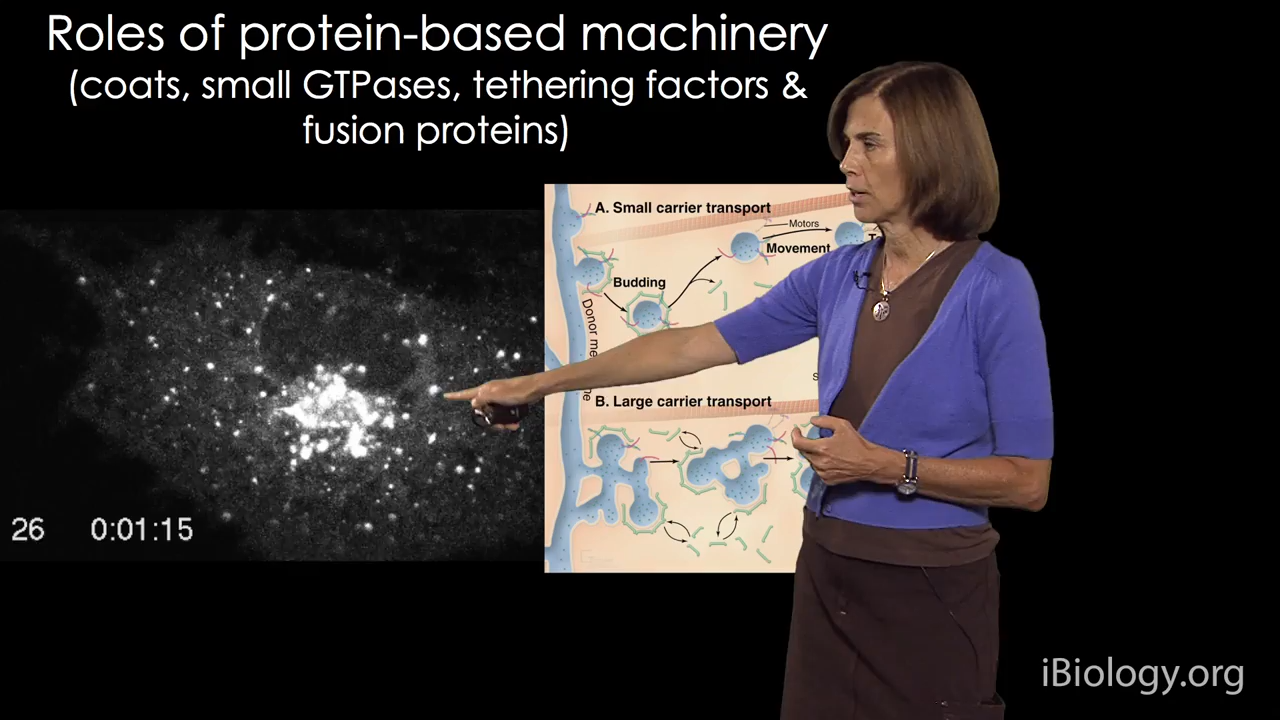 Roles of protein-based machinery
(coats, small GTPases, tethering factors &
fusion proteins)
A. Small carrier transport
Motors
Movement
Budding
B. Large carrier transport
26 0:01:15
iBiology.org